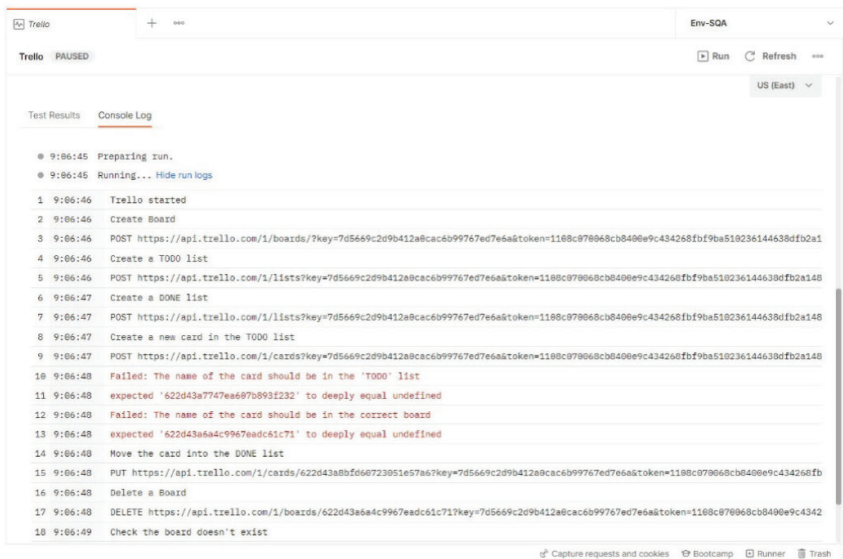 Trello
Env-SQA
Trello PAUSED
Run Refresh
US (East)
Test Results Console Log
9:06:45 Preparing run.
9:06:45 Running... Hide run logs
1 9:06:46 Trello started
2 9:06:46 Create Board
3 9:06:46 POST https://api.trello.com/1/boards/?key=7d5669c2d9b412a0cac6b99767ed7e6a&token=1108c070068cb8400e9c434268fbf9ba510236144638dfb2a1
4 9:06:46 Create a TODO list
5 9:06:46 POST https://api.trello.com/1/lists?key=7d5669c2d9b412a0cac6b99767ed7e6a&token=1108c070068cb8400e9c434268fbf9ba510236144638dfb2a148
6 9:06:47 Create a DONE list
7 9:06:47 POST https://api.trello.com/1/lists?key=7d5669c2d9b412a0cac6b99767ed7e6a&token=1108c070068cb8400e9c434268fbf9ba510236144638dfb2a148
8 9:06:47 Create a new card in the TODO list
9 9:06:47 POST https://api.trello.com/1/cards?key=7d5669c2d9b412a0cac6b99767ed7e6a&token=1108c070068cb8400e9c434268fbf9ba510236144638dfb2a148
10 9:06:48 Failed: The name of the card should be in the 'TODO' list
11 9:06:48 expected '622d43a7747ea607b893f232' to deeply equal undefined
12 9:06:48 Failed: The name of the card should be in the correct board
13 9:06:48 expected '622d43a6a4c9967eadc61c71' to deeply equal undefined
14 9:06:48 Move the card into the DONE list
15 9:06:48 PUT https://api.trello.com/1/cards/622d43a8bfd60723051e57a6?key=7d5669c2d9b412a0cac6b99767ed7e6a&token=1108c070068cb8400e9c434268fb
16 9:06:48 Delete a Board
17 9:06:48 DELETE https://api.trello.com/1/boards/622d43a6a4c9967eadc61c71?key=7d5669c2d9b412a0cac6b99767ed7e6a&token=1108c070068cb8400e9c4342
18 9:06:49 Check the board doesn't exist
Capture requests and cookies Bootcamp Runner Trash